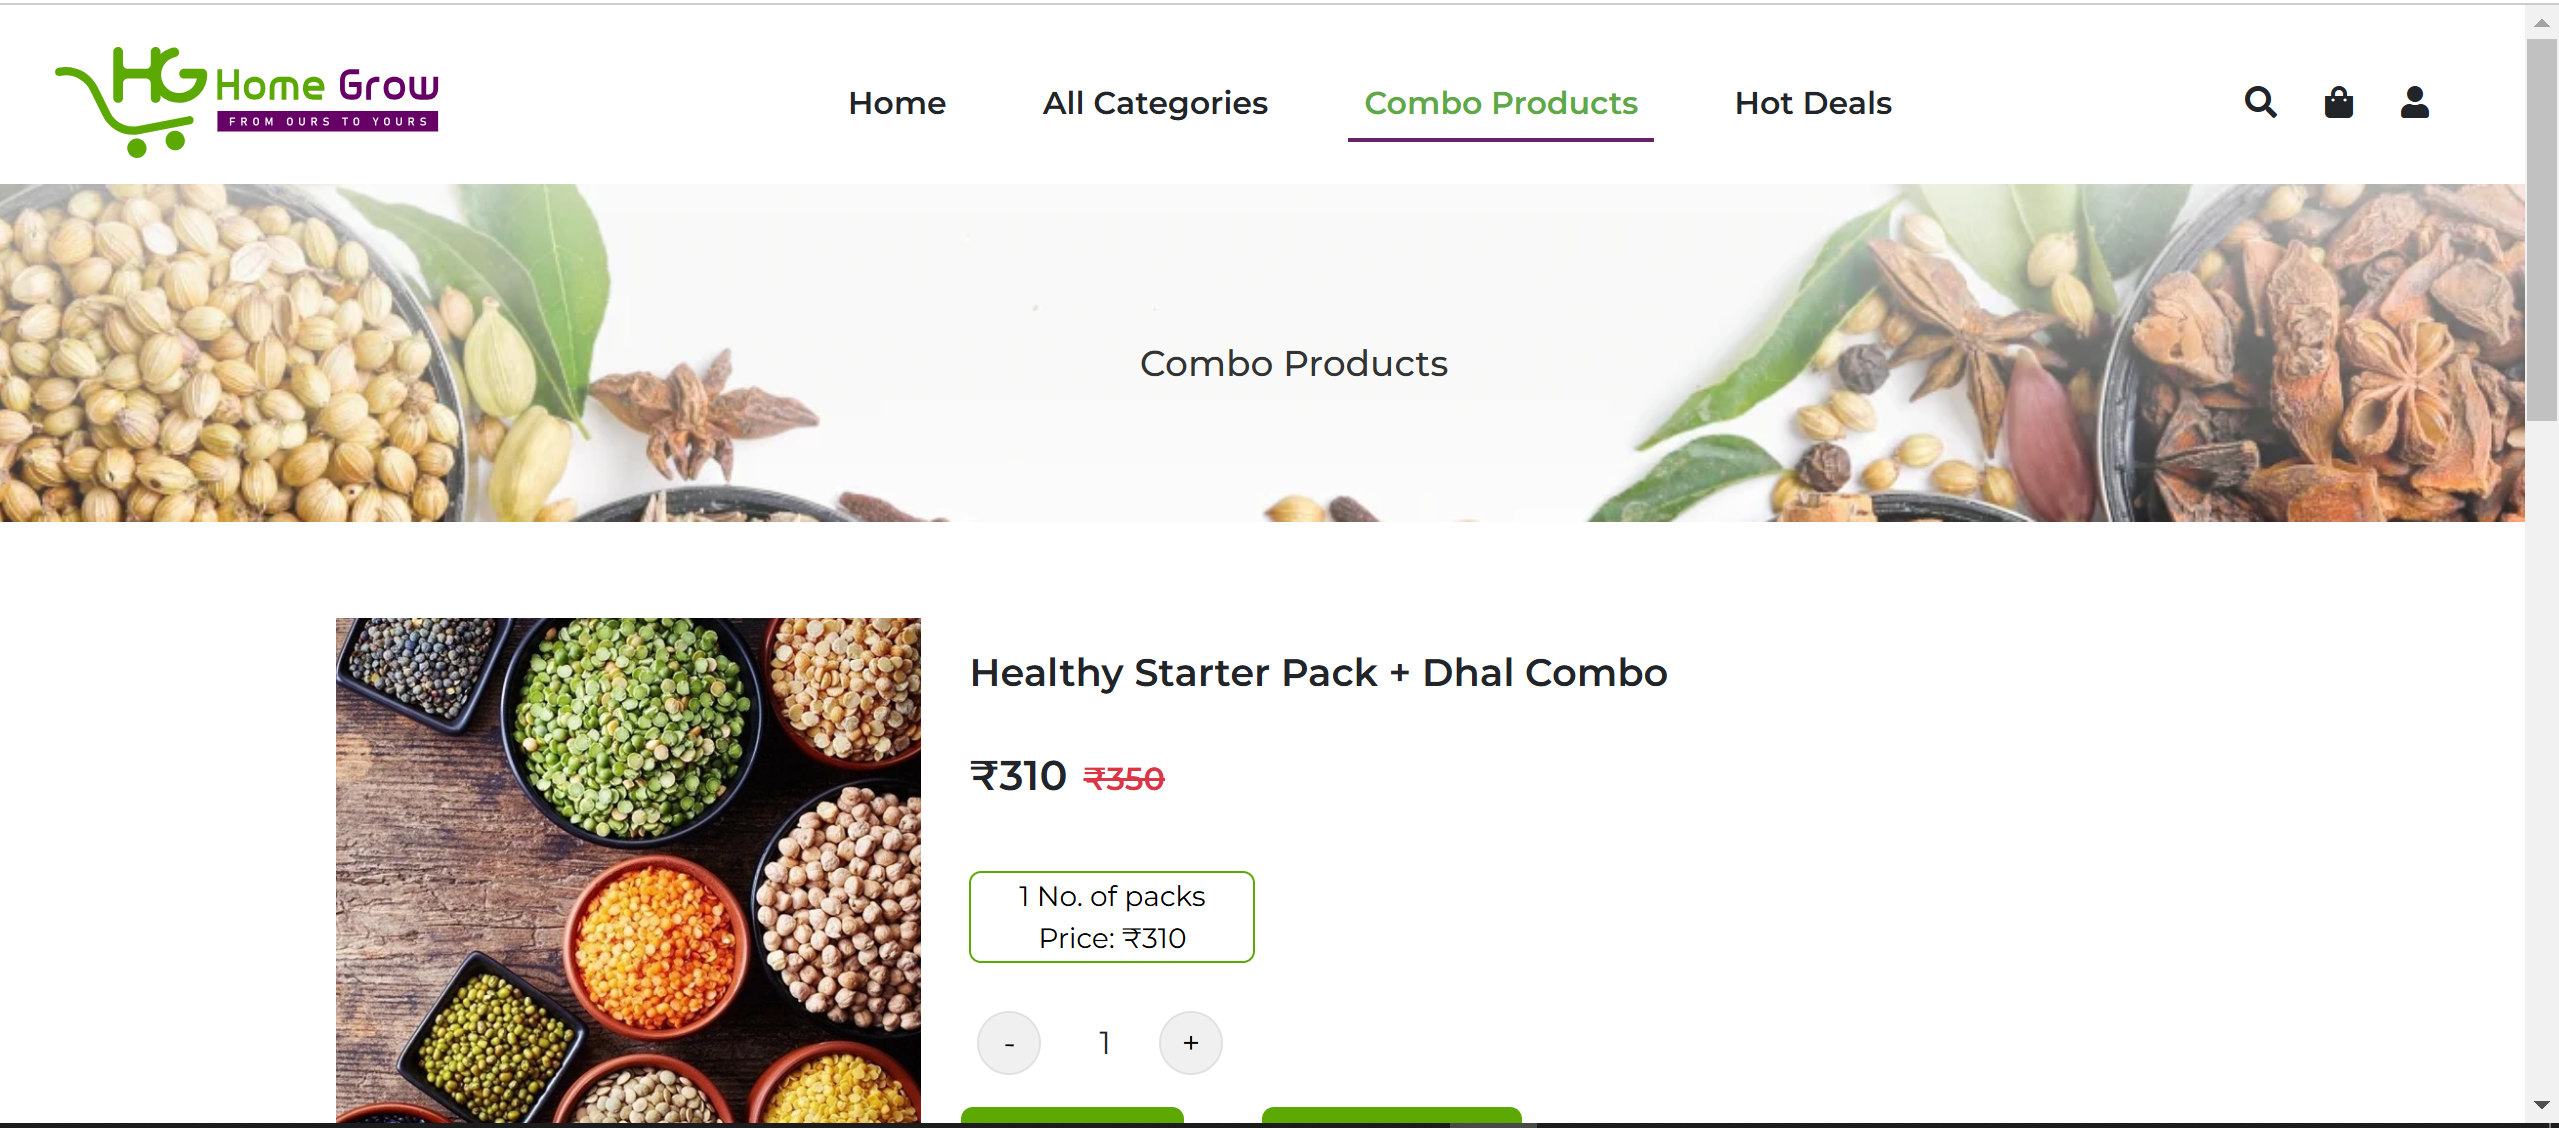 HG Home Grow
FROM OURS TO YOURS
Home
All Categories
Combo Products
Hot Deals
Combo Products
Healthy Starter Pack + Dhal Combo
₹310 ₹350
1 No. of packs
Price: ₹310
- 1 +